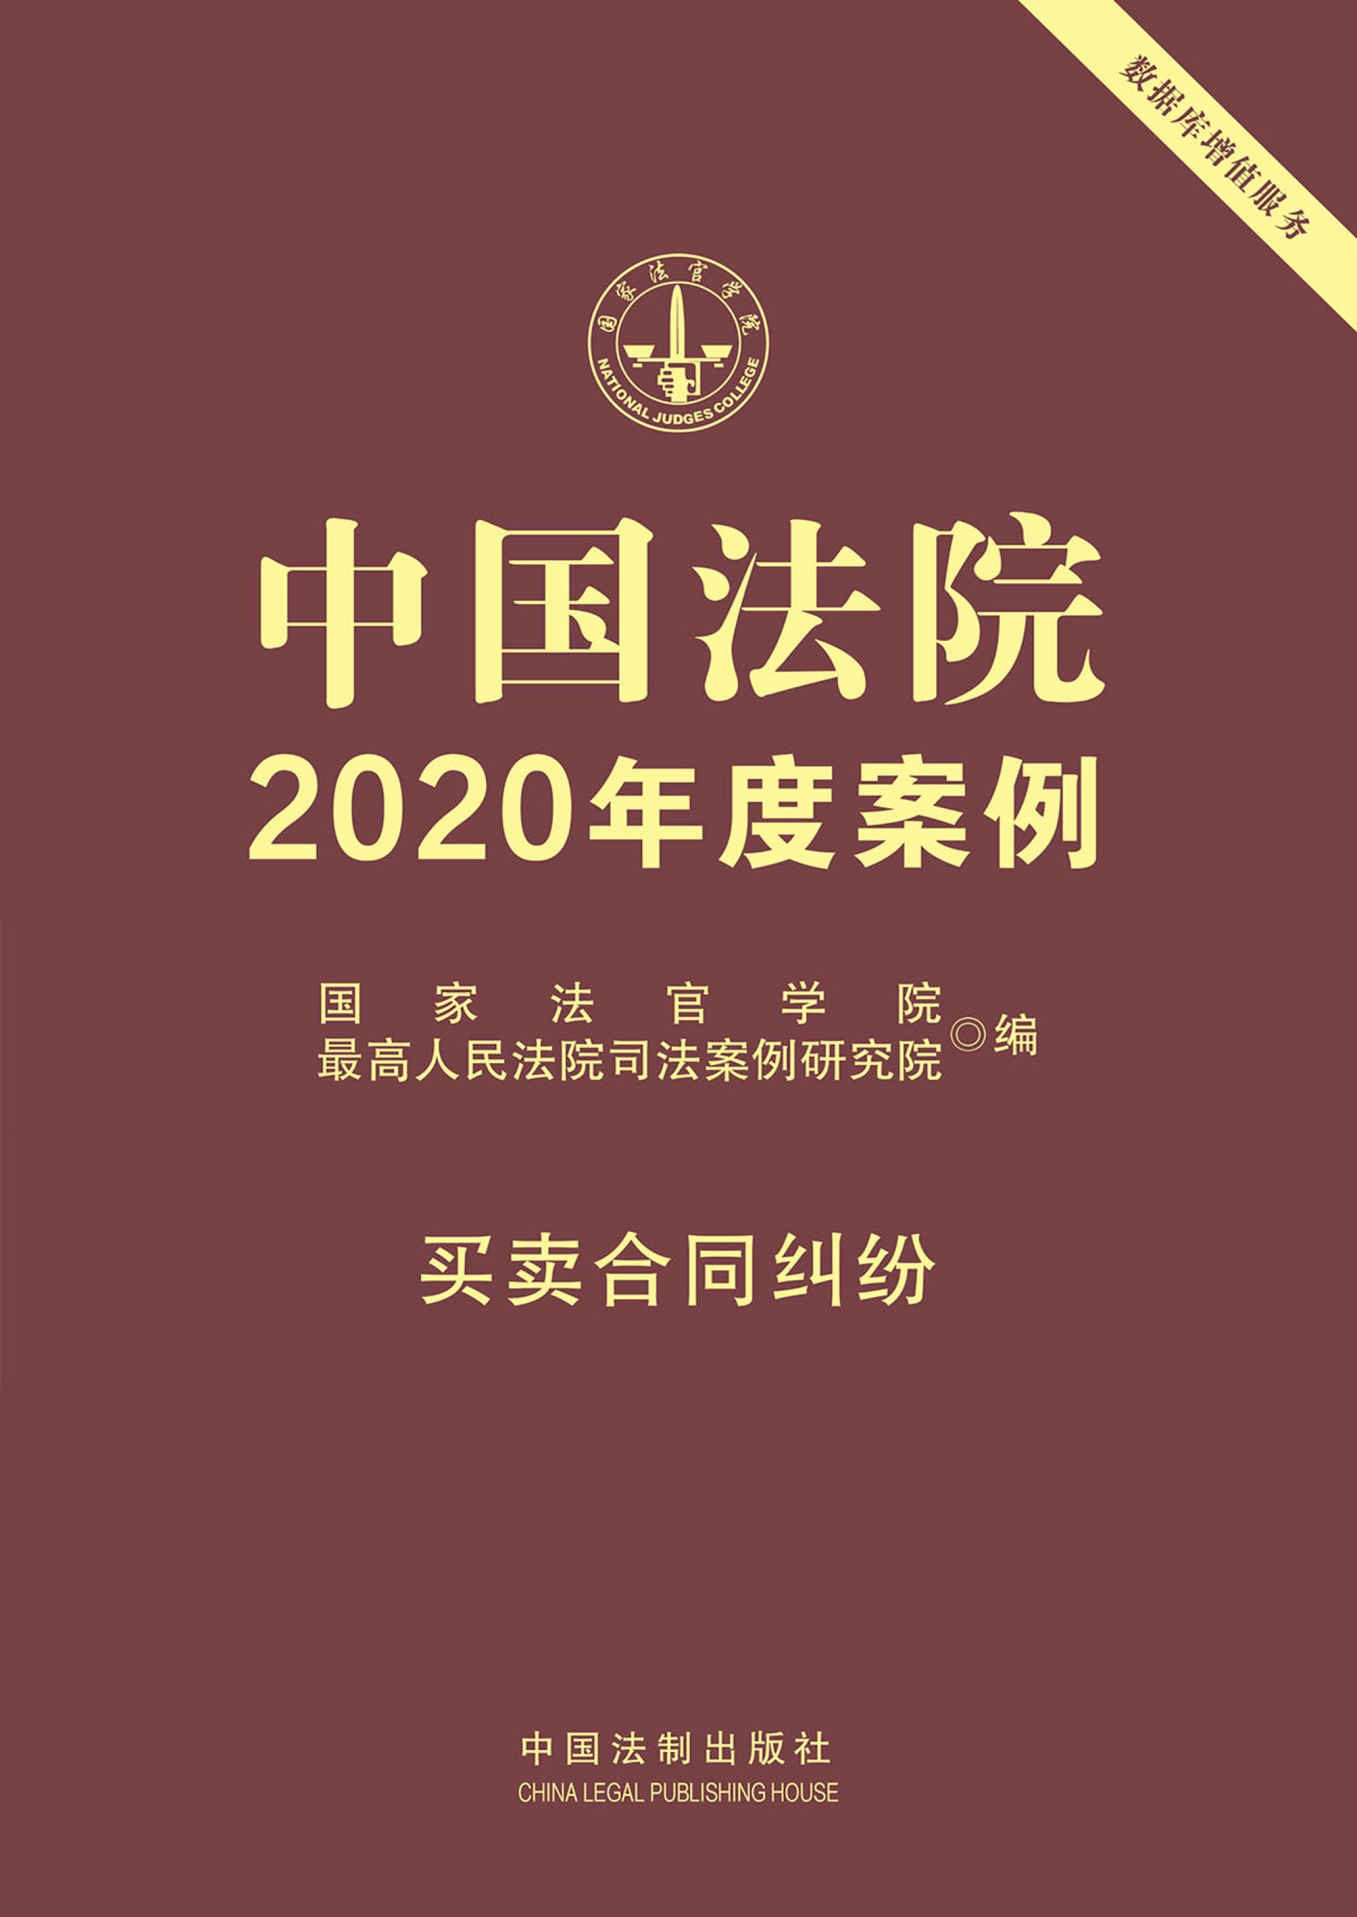 数据库增值服务
国家法官学院
NATIONAL JUDGES COLLEGE
中国法院
2020年度案例
国家法官学院
最高人民法院司法案例研究院◎编
买卖合同纠纷
中国法制出版社
CHINA LEGAL PUBLISHING HOUSE